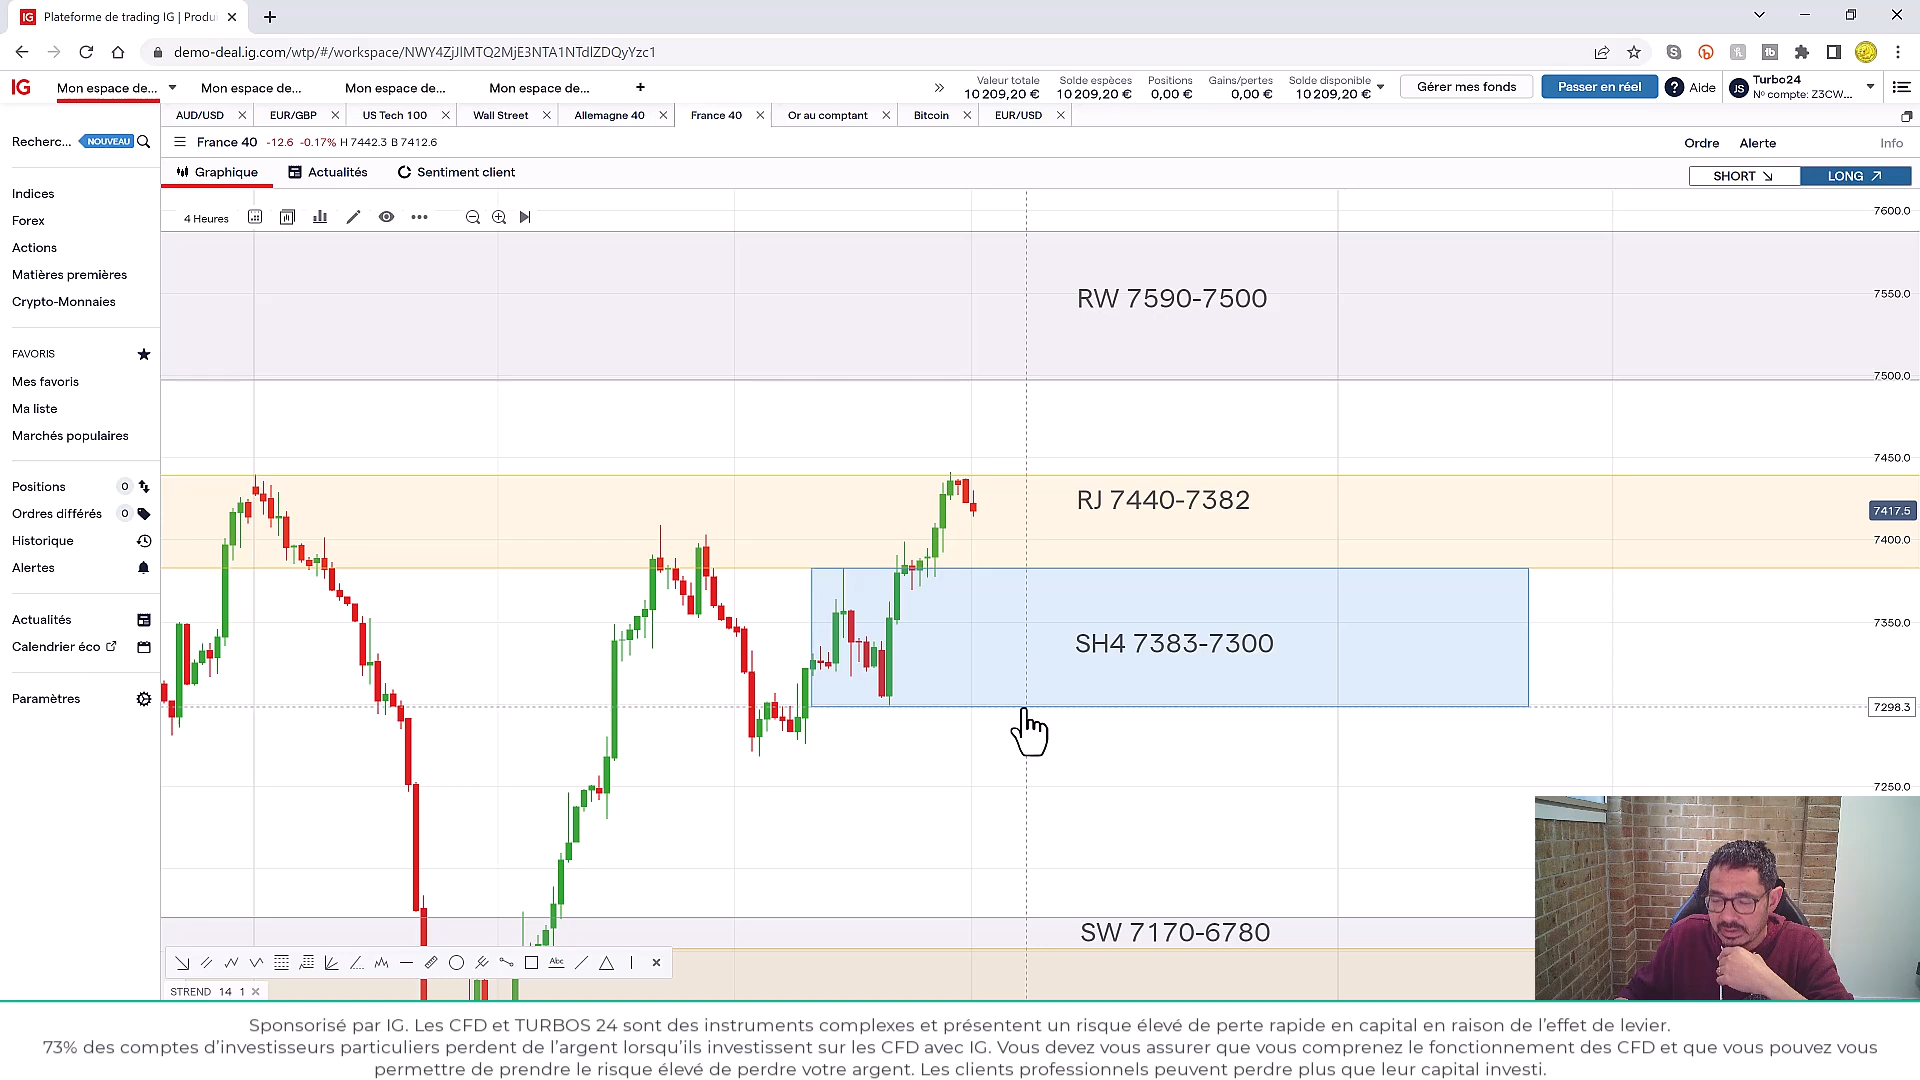 IG Plateforme de trading IG | Produi
demo-deal.ig.com/wtp/#/workspace/NWY4ZjJlMTQ2MjE3NTA1NTdlZDQyYzc1
IG Mon espace de... Mon espace de... Mon espace de... Mon espace de... +
Valeur totale Solde espèces Positions Gains/pertes Solde disponible
10 209,20 € 10 209,20 € 0,00 € 0,00 € 10 209,20 €
Gérer mes fonds Passer en réel ? Aide JS Turbo24
Nº compte: Z3CW...
AUD/USD EUR/GBP US Tech 100 Wall Street Allemagne 40 France 40 Or au comptant Bitcoin EUR/USD
Recherc... NOUVEAU
France 40 -12.6 -0.17% H 7442.3 B 7412.6
Ordre Alerte Info
Graphique Actualités Sentiment client
SHORT LONG
4 Heures
Indices
Forex
Actions
Matières premières
Crypto-Monnaies
FAVORIS
Mes favoris
Ma liste
Marchés populaires
Positions 0
Ordres différés 0
Historique
Alertes
Actualités
Calendrier éco
Paramètres
7600.0
RW 7590-7500
7550.0
7500.0
7450.0
RJ 7440-7382
7417.5
7400.0
7350.0
SH4 7383-7300
7298.3
7250.0
SW 7170-6780
Abc
STREND 14 1
Sponsorisé par IG. Les CFD et TURBOS 24 sont des instruments complexes et présentent un risque élevé de perte rapide en capital en raison de l'effet de levier.
73% des comptes d'investisseurs particuliers perdent de l'argent lorsqu'ils investissent sur les CFD avec IG. Vous devez vous assurer que vous comprenez le fonctionnement des CFD et que vous pouvez vous
permettre de prendre le risque élevé de perdre votre argent. Les clients professionnels peuvent perdre plus que leur capital investi.